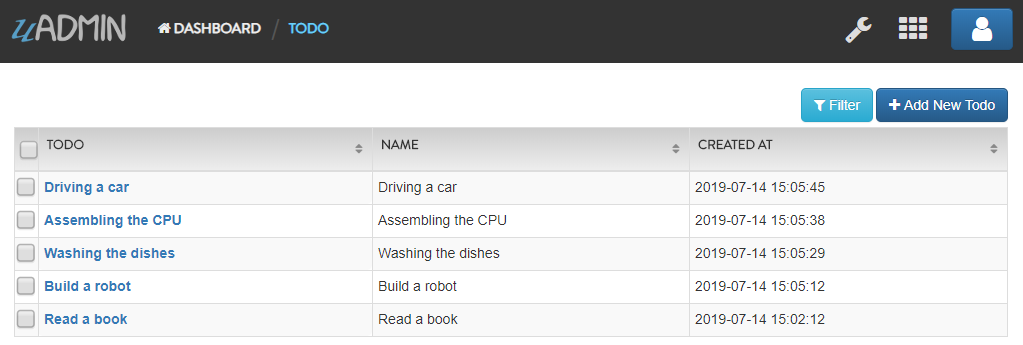 uADMIN DASHBOARD / TODO
Filter Add New Todo
TODO NAME CREATED AT
Driving a car Driving a car 2019-07-14 15:05:45
Assembling the CPU Assembling the CPU 2019-07-14 15:05:38
Washing the dishes Washing the dishes 2019-07-14 15:05:29
Build a robot Build a robot 2019-07-14 15:05:12
Read a book Read a book 2019-07-14 15:02:12